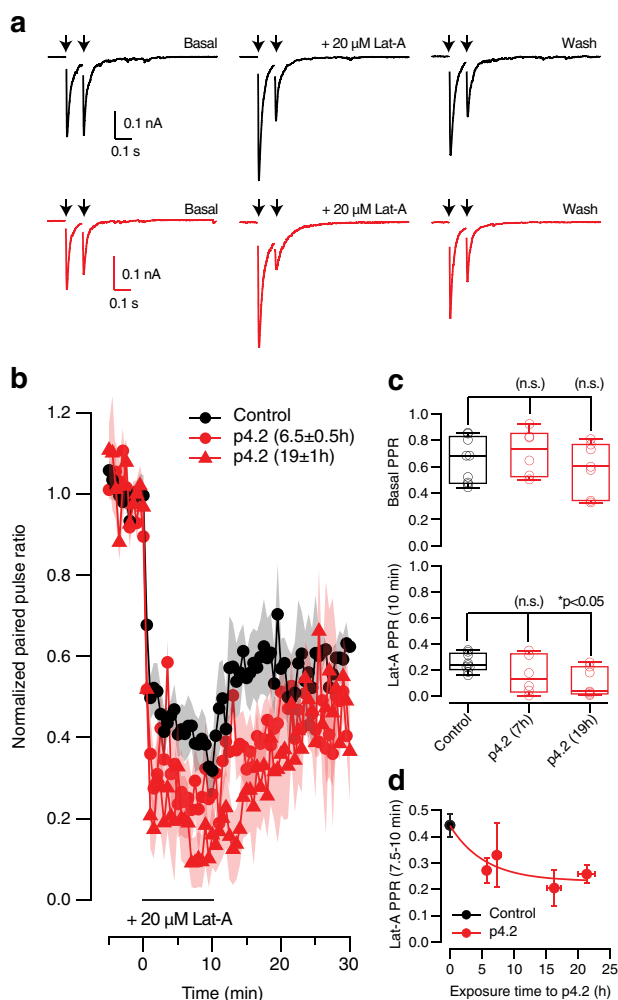 a
Basal
+ 20 µM Lat-A
Wash
0.1 nA
0.1 s
Basal
+ 20 µM Lat-A
Wash
0.1 nA
0.1 s
b
Normalized paired pulse ratio
1.2
1.0
0.8
0.6
0.4
0.2
0.0
Control
p4.2 (6.5±0.5h)
p4.2 (19±1h)
+ 20 µM Lat-A
0
10
20
30
Time (min)
c
(n.s.)
(n.s.)
Basal PPR
1.0
0.8
0.6
0.4
0.2
0.0
(n.s.)
*p<0.05
Lat-A PPR (10 min)
1.0
0.8
0.6
0.4
0.2
0.0
Control
p4.2 (7h)
p4.2 (19h)
d
Lat-A PPR (7.5-10 min)
0.5
0.4
0.3
0.2
0.1
0
Control
p4.2
0
5
10
15
20
25
Exposure time to p4.2 (h)